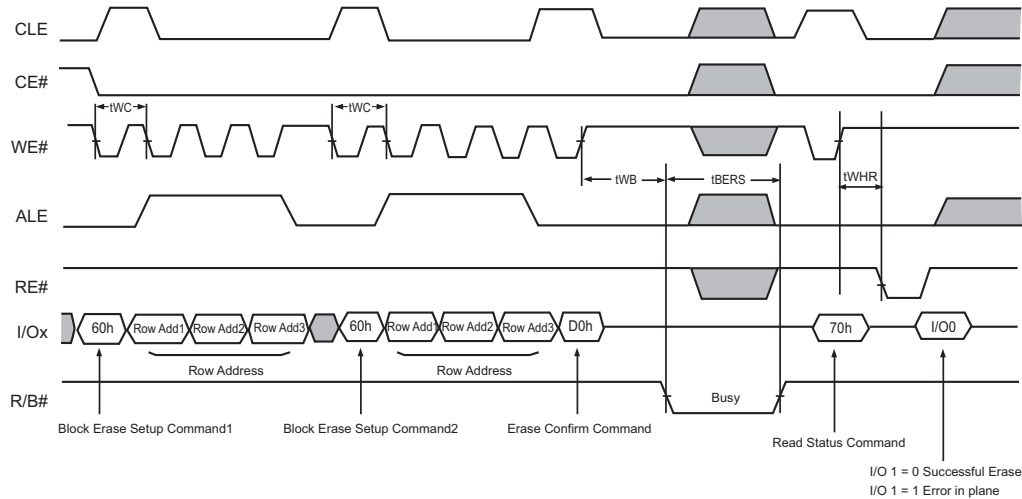 CLE
CE#
tWC
tWC
WE#
tWB
tBERS
tWHR
ALE
RE#
I/Ox
60h
Row Add1
Row Add2
Row Add3
60h
Row Add1
Row Add2
Row Add3
D0h
70h
I/O0
Row Address
Row Address
R/B#
Busy
Block Erase Setup Command1
Block Erase Setup Command2
Erase Confirm Command
Read Status Command
I/O 1 = 0 Successful Erase
I/O 1 = 1 Error in plane